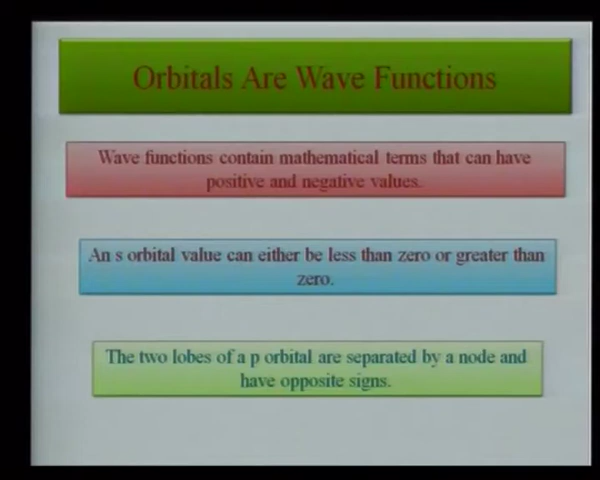 Orbitals Are Wave Functions
Wave functions contain mathematical terms that can have
positive and negative values.
An s orbital value can either be less than zero or greater than
zero.
The two lobes of a p orbital are separated by a node and
have opposite signs.